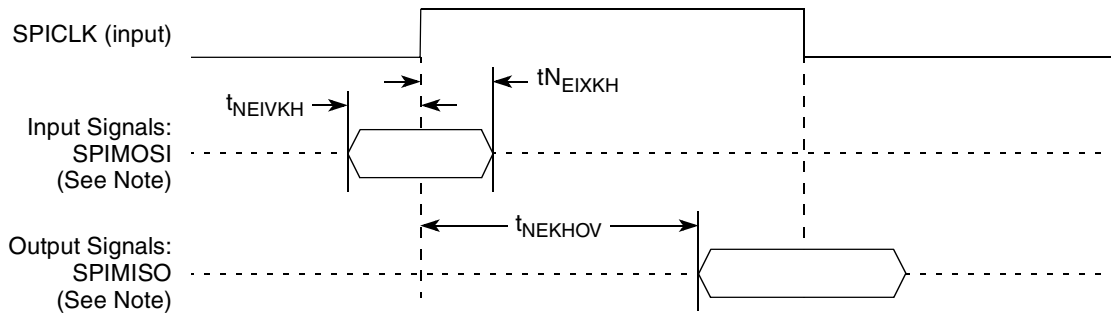 SPICLK (input)
tNEIXKH
tNEIVKH
Input Signals:
SPIMOSI
(See Note)
tNEKHOV
Output Signals:
SPIMISO
(See Note)